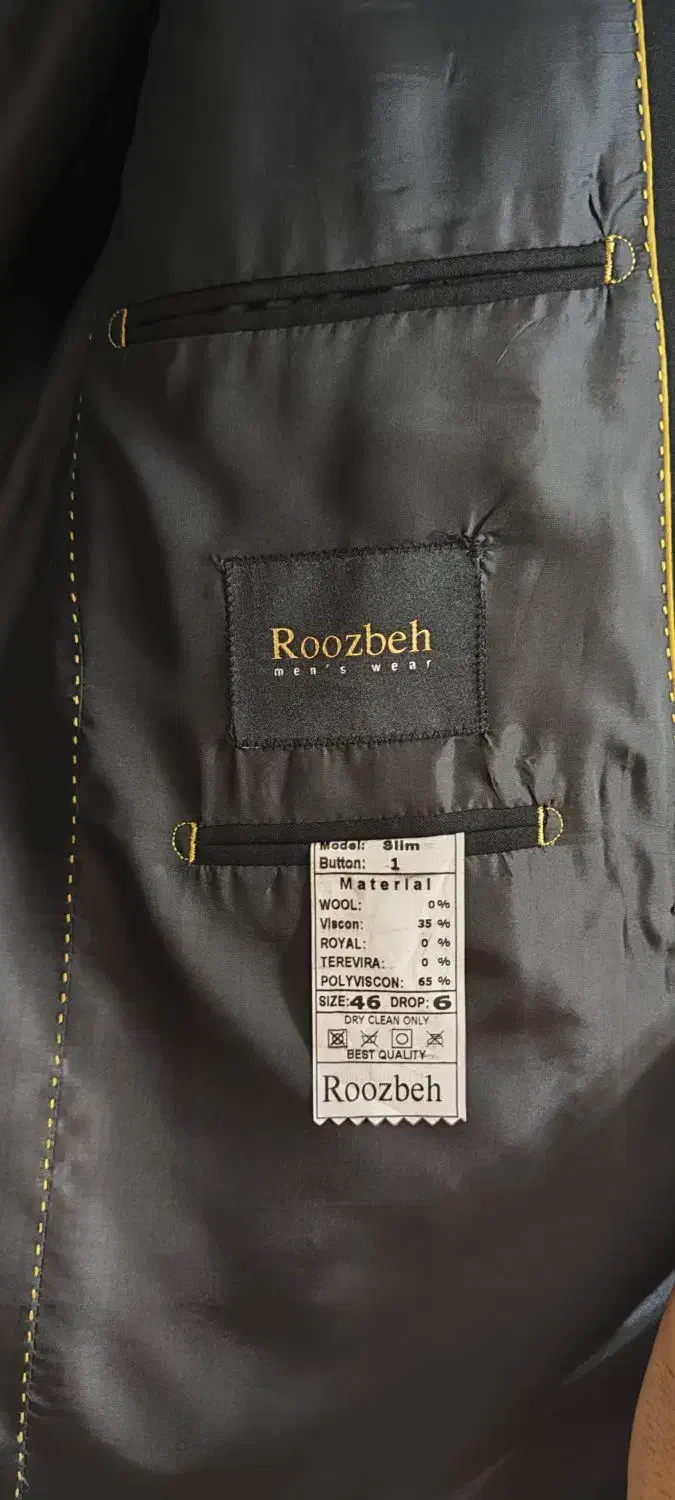 Roozbeh
men's wear
Model: Slim
Button: 1
Material
WOOL: 0%
Viscon: 35 %
ROYAL: 0 %
TEREVIRA: 0 %
POLYVISCON: 65 %
SIZE:46 DROP: 6
DRY CLEAN ONLY
BEST QUALITY
Roozbeh